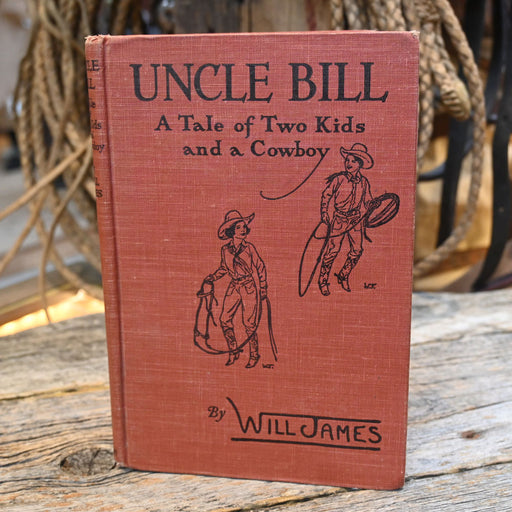 UNCLE BILL
A Tale of Two Kids
and a Cowboy
By WILL JAMES